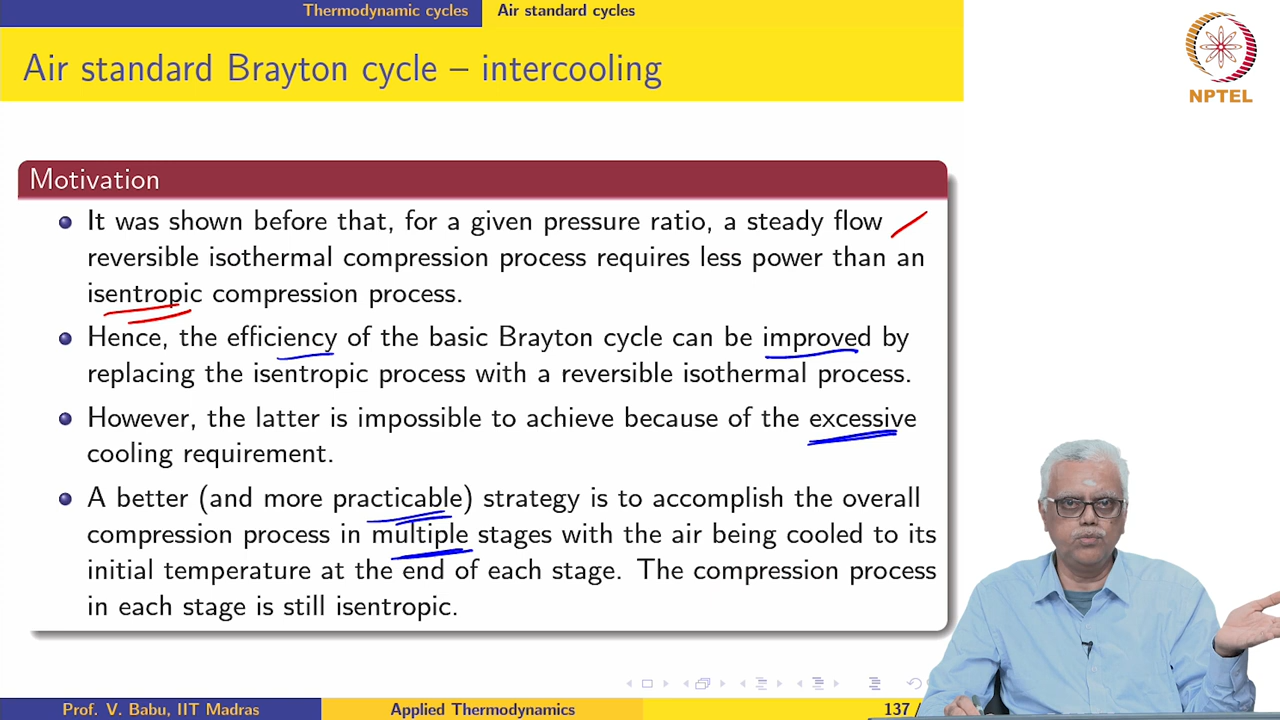 Thermodynamic cycles Air standard cycles
Air standard Brayton cycle – intercooling
NPTEL
Motivation
It was shown before that, for a given pressure ratio, a steady flow
reversible isothermal compression process requires less power than an
isentropic compression process.
Hence, the efficiency of the basic Brayton cycle can be improved by
replacing the isentropic process with a reversible isothermal process.
However, the latter is impossible to achieve because of the excessive
cooling requirement.
A better (and more practicable) strategy is to accomplish the overall
compression process in multiple stages with the air being cooled to its
initial temperature at the end of each stage. The compression process
in each stage is still isentropic.
Prof. V. Babu, IIT Madras Applied Thermodynamics 137 /